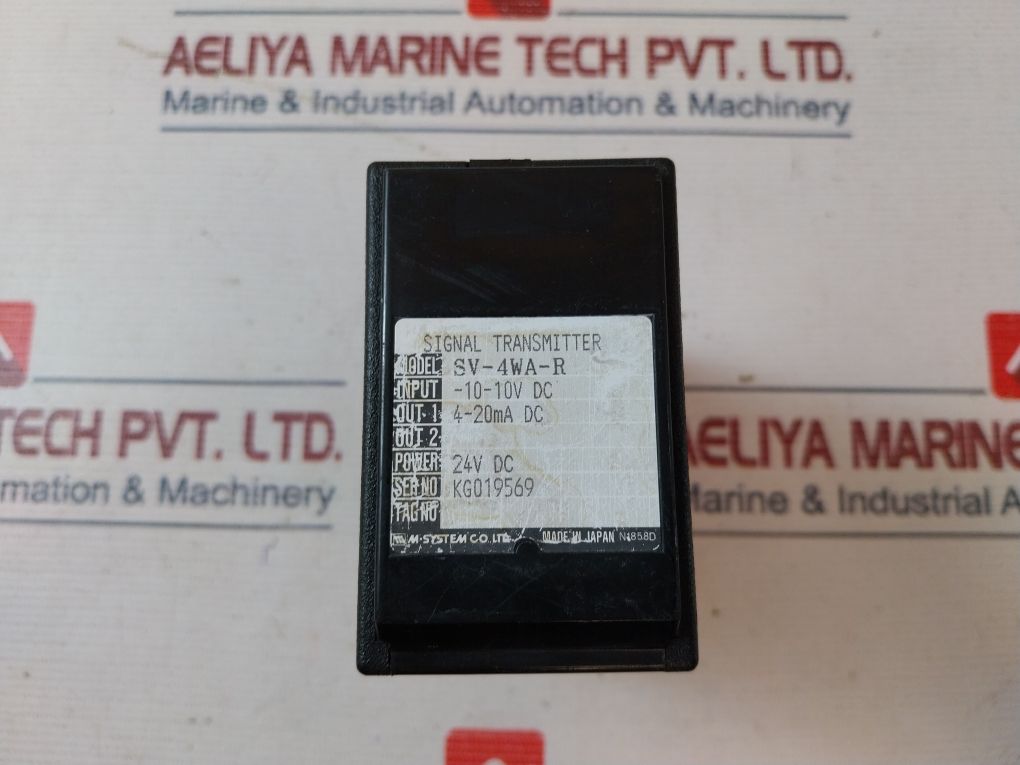 AELIYA MARINE TECH PVT. LTD.
Marine & Industrial Automation & Machinery
SIGNAL TRANSMITTER
MODEL SV-4WA-R
INPUT -10-10V DC
OUT 1 4-20mA DC
OUT 2
POWER 24V DC
SER NO KG019569
TAG NO
M-SYSTEM CO., LTD. MADE IN JAPAN N-858D
TECH PVT. LTD.
mation & Machinery
AELIYA MARINE
Marine & Industrial A